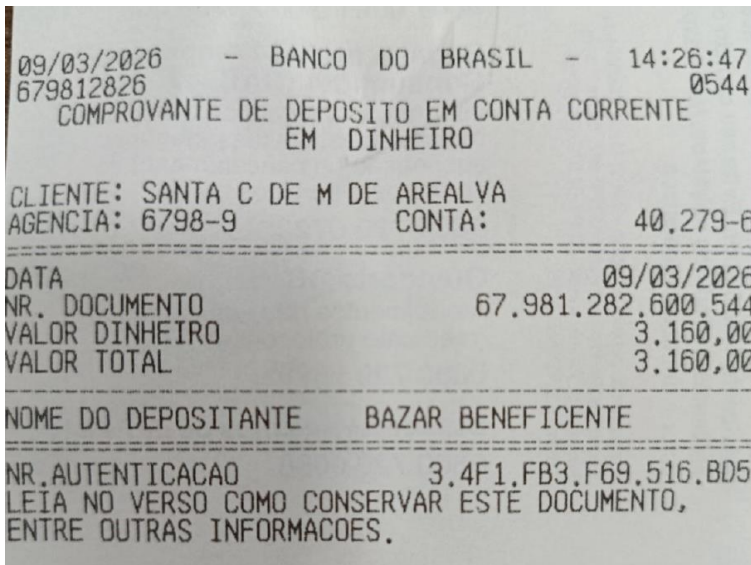 09/03/2026 - BANCO DO BRASIL - 14:26:47
679812826 0544
COMPROVANTE DE DEPOSITO EM CONTA CORRENTE
EM DINHEIRO
CLIENTE: SANTA C DE M DE AREALVA
AGENCIA: 6798-9 CONTA: 40.279-6
DATA 09/03/2026
NR. DOCUMENTO 67.981.282.600.544
VALOR DINHEIRO 3.160,00
VALOR TOTAL 3.160,00
NOME DO DEPOSITANTE BAZAR BENEFICENTE
NR.AUTENTICACAO 3.4F1.FB3.F69.516.BD5
LEIA NO VERSO COMO CONSERVAR ESTE DOCUMENTO,
ENTRE OUTRAS INFORMACOES.